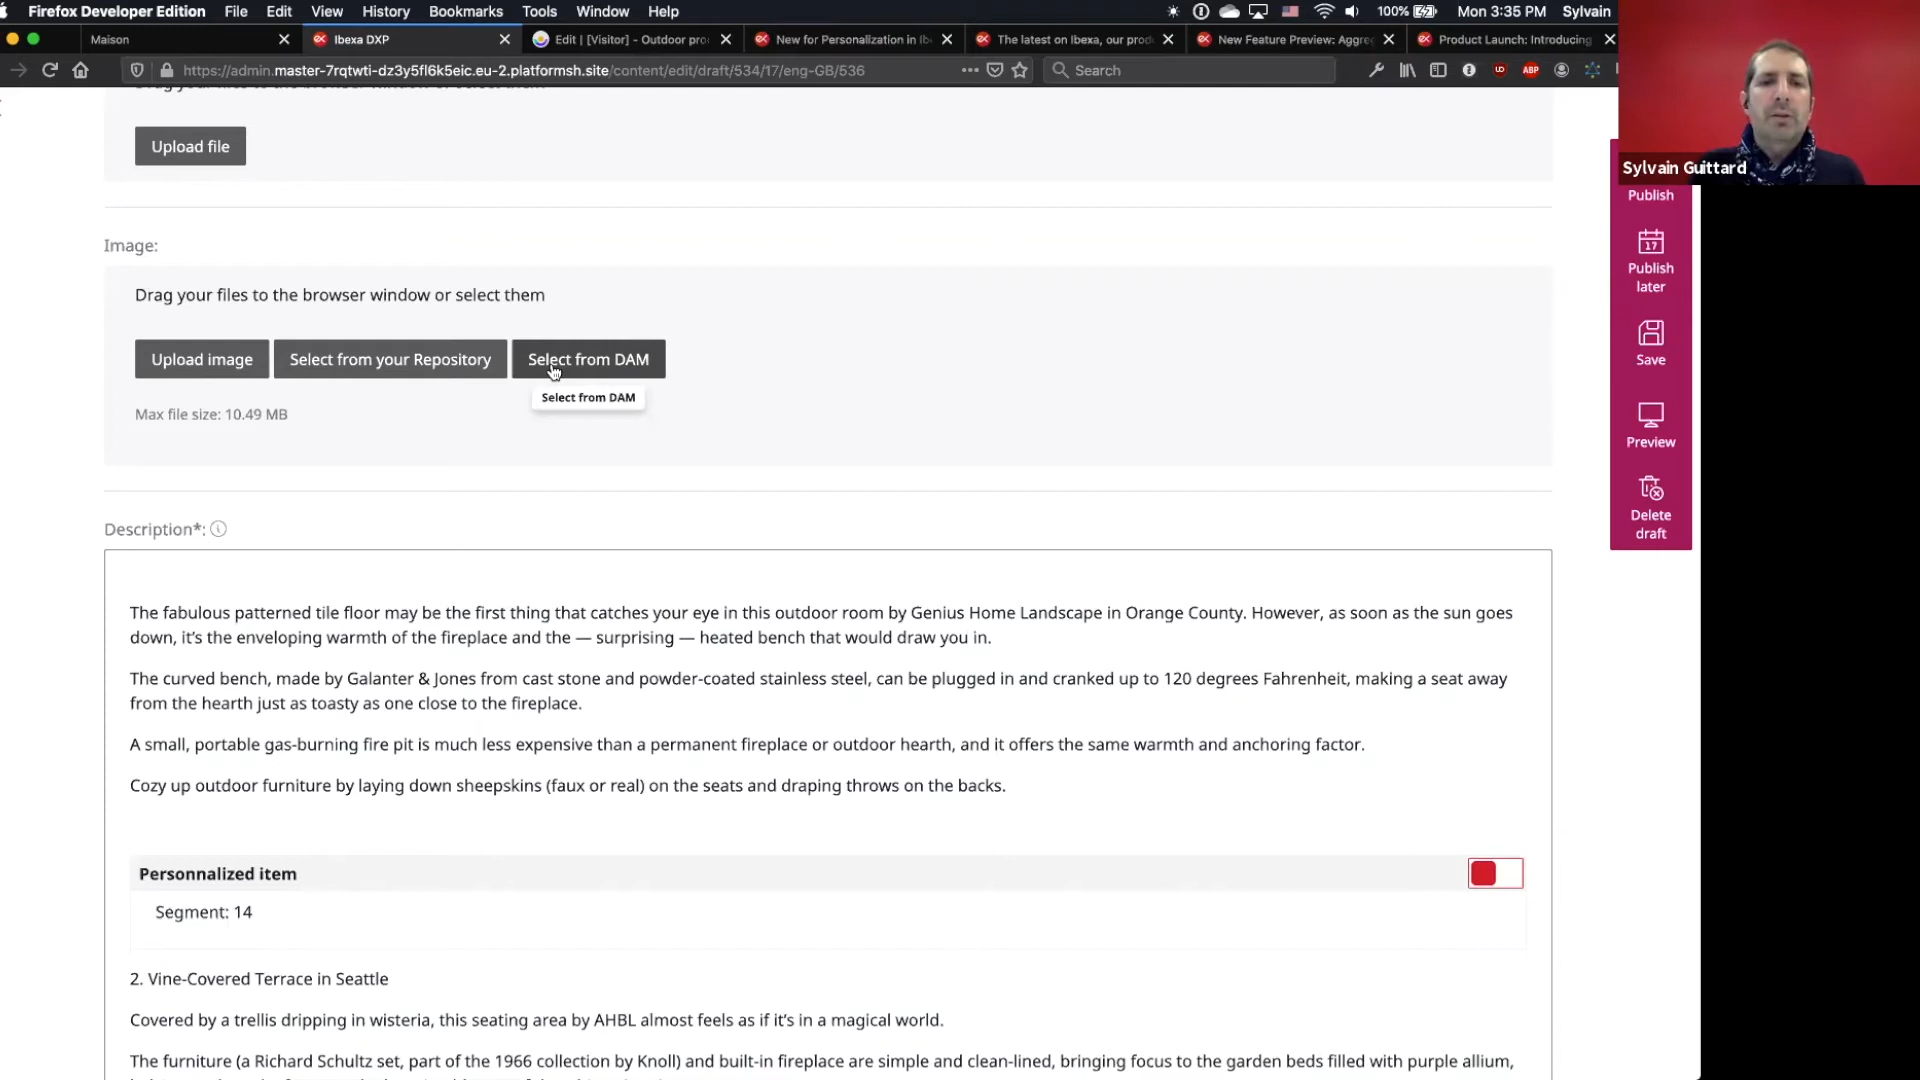 Firefox Developer Edition File Edit View History Bookmarks Tools Window Help 100% Mon 3:35 PM Sylvain
Maison Ibexa DXP Edit | [Visitor] - Outdoor pro New for Personalization in Ib The latest on Ibexa, our prod New Feature Preview: Aggre Product Launch: Introducing
https://admin.master-7rqtwti-dz3y5fl6k5eic.eu-2.platformsh.site/content/edit/draft/534/17/eng-GB/536 Search ABP
Sylvain Guittard
Upload file
Publish
Image:
Publish
later
Drag your files to the browser window or select them
Upload image Select from your Repository Select from DAM
Save
Select from DAM
Max file size: 10.49 MB
Preview
Delete
draft
Description*:
The fabulous patterned tile floor may be the first thing that catches your eye in this outdoor room by Genius Home Landscape in Orange County. However, as soon as the sun goes
down, it's the enveloping warmth of the fireplace and the — surprising — heated bench that would draw you in.
The curved bench, made by Galanter & Jones from cast stone and powder-coated stainless steel, can be plugged in and cranked up to 120 degrees Fahrenheit, making a seat away
from the hearth just as toasty as one close to the fireplace.
A small, portable gas-burning fire pit is much less expensive than a permanent fireplace or outdoor hearth, and it offers the same warmth and anchoring factor.
Cozy up outdoor furniture by laying down sheepskins (faux or real) on the seats and draping throws on the backs.
Personnalized item
Segment: 14
2. Vine-Covered Terrace in Seattle
Covered by a trellis dripping in wisteria, this seating area by AHBL almost feels as if it's in a magical world.
The furniture (a Richard Schultz set, part of the 1966 collection by Knoll) and built-in fireplace are simple and clean-lined, bringing focus to the garden beds filled with purple allium,